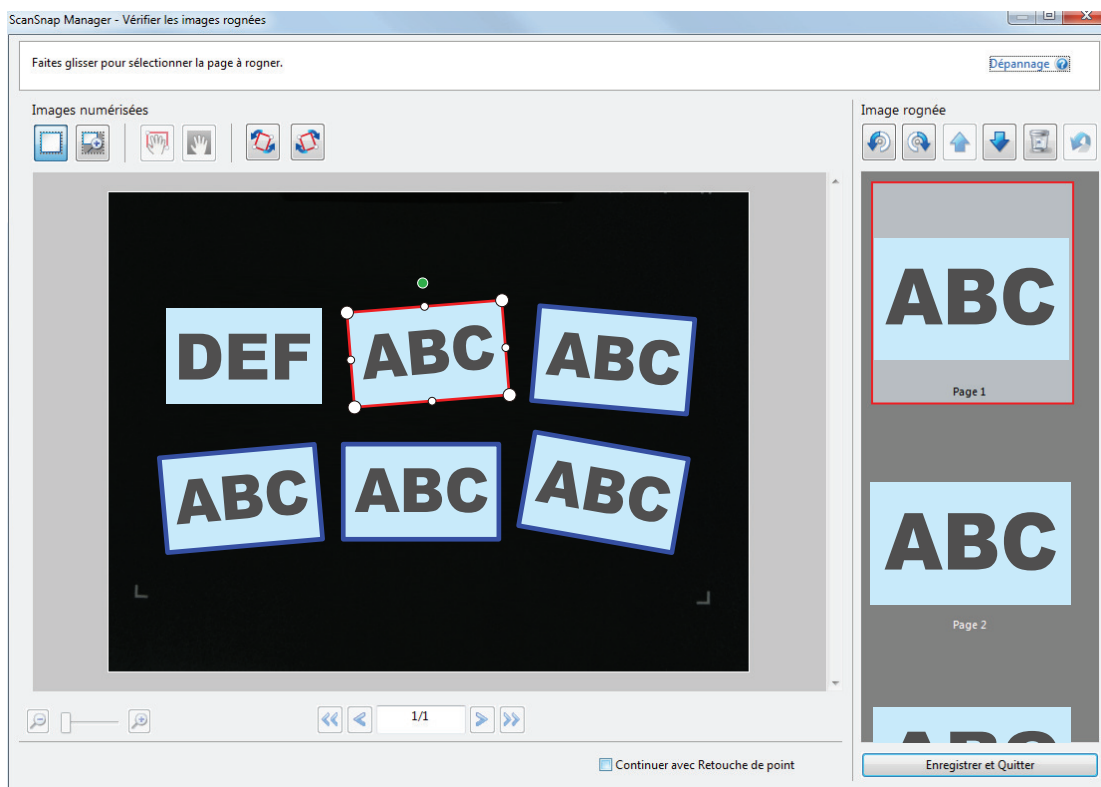 ScanSnap Manager - Vérifier les images rognées
Faites glisser pour sélectionner la page à rogner.
Dépannage
Images numérisées
Image rognée
DEF ABC ABC
ABC ABC ABC
ABC
Page 1
ABC
Page 2
ABC
1/1
Continuer avec Retouche de point
Enregistrer et Quitter